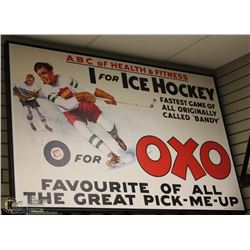 A.B.C. of HEALTH & FITNESS
I FOR ICE HOCKEY
FASTEST GAME OF
ALL ORIGINALLY
CALLED 'BANDY'
O FOR OXO
FAVOURITE OF ALL
THE GREAT PICK-ME-UP